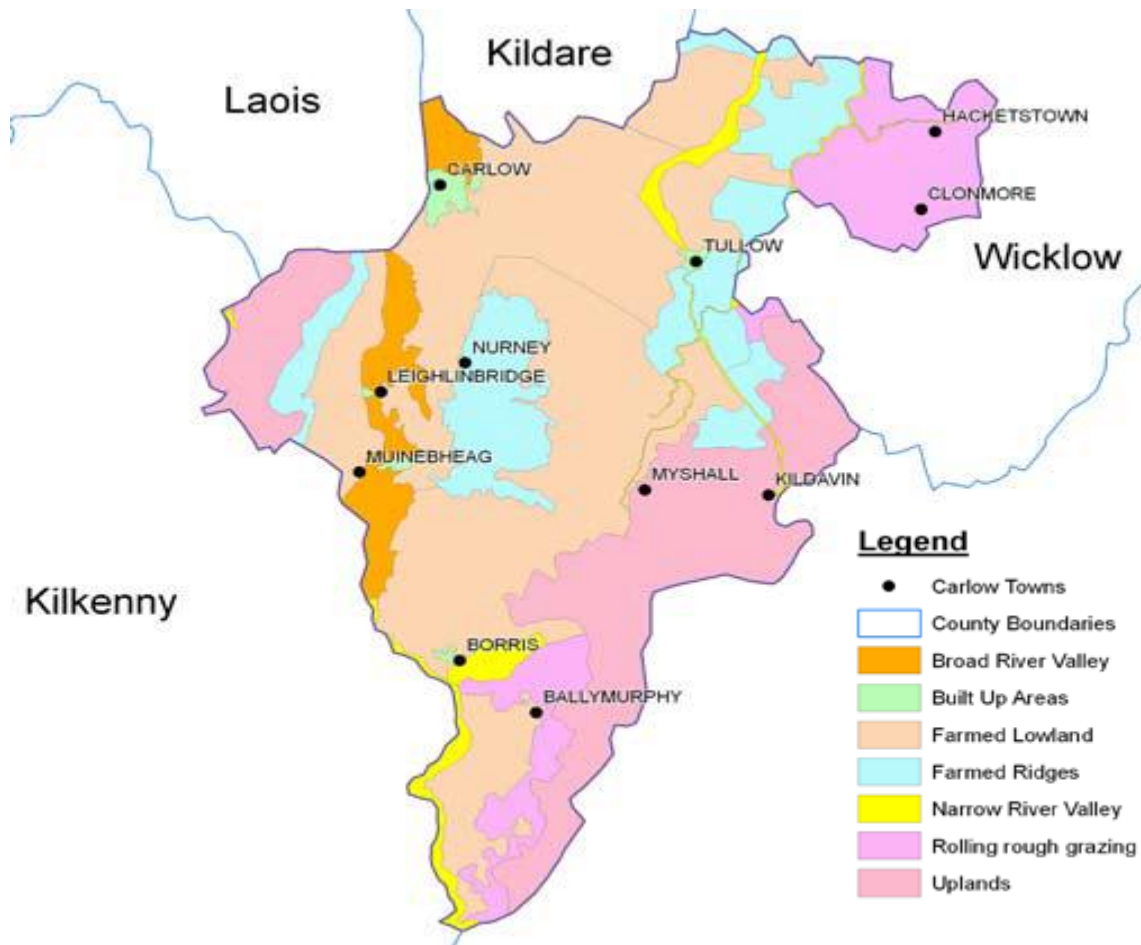 Kildare
Laois
HACKETSTOWN
CARLOW
CLONMORE
TULLOW
Wicklow
NURNEY
LEIGHLINBRIDGE
MUINEBHEAG
MYSHALL
KILDAVIN
Kilkenny
BORRIS
BALLYMURPHY
Legend
Carlow Towns
County Boundaries
Broad River Valley
Built Up Areas
Farmed Lowland
Farmed Ridges
Narrow River Valley
Rolling rough grazing
Uplands